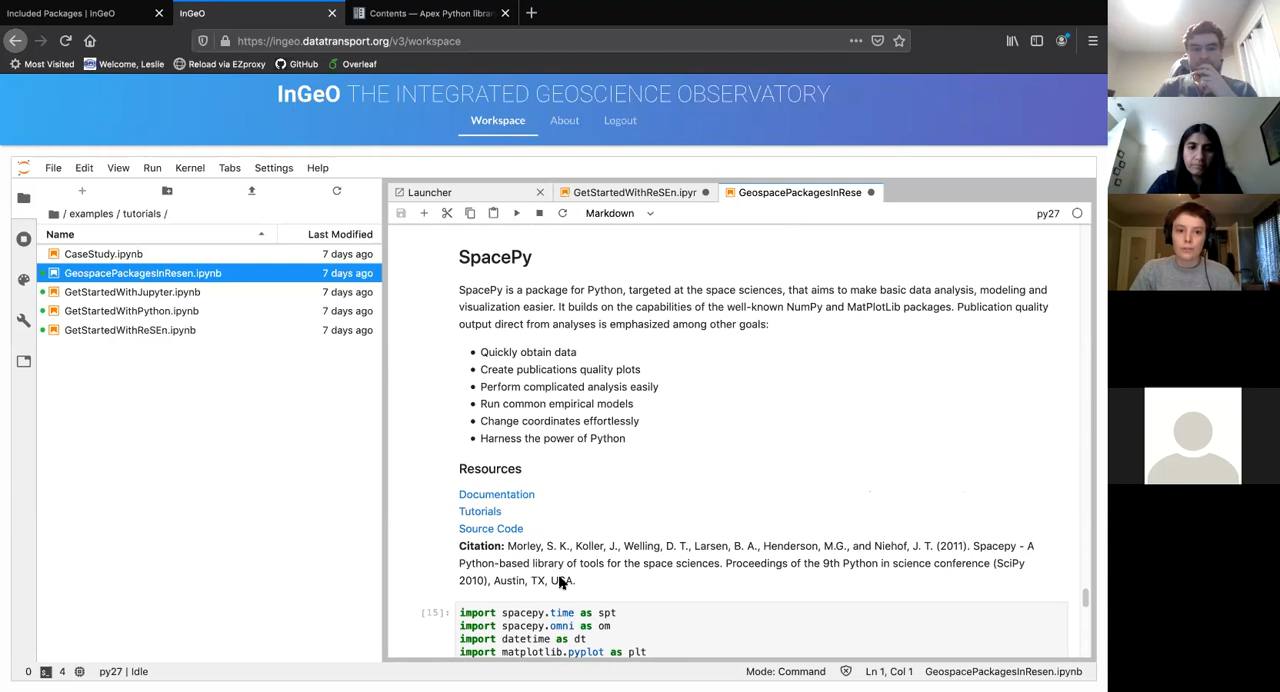 Included Packages | InGeO
InGeO
Contents — Apex Python librar
https://ingeo.datatransport.org/v3/workspace
Most Visited
Welcome, Leslie
Reload via EZproxy
GitHub
Overleaf
InGeO THE INTEGRATED GEOSCIENCE OBSERVATORY
Workspace
About
Logout
File Edit View Run Kernel Tabs Settings Help
/ examples / tutorials /
Name
Last Modified
CaseStudy.ipynb
7 days ago
GeospacePackagesInResen.ipynb
7 days ago
GetStartedWithJupyter.ipynb
7 days ago
GetStartedWithPython.ipynb
7 days ago
GetStartedWithReSEn.ipynb
7 days ago
Launcher
GetStartedWithReSEn.ipyr
GeospacePackagesInRese
Markdown
py27
SpacePy
SpacePy is a package for Python, targeted at the space sciences, that aims to make basic data analysis, modeling and
visualization easier. It builds on the capabilities of the well-known NumPy and MatPlotLib packages. Publication quality
output direct from analyses is emphasized among other goals:
• Quickly obtain data
• Create publications quality plots
• Perform complicated analysis easily
• Run common empirical models
• Change coordinates effortlessly
• Harness the power of Python
Resources
Documentation
Tutorials
Source Code
Citation: Morley, S. K., Koller, J., Welling, D. T., Larsen, B. A., Henderson, M.G., and Niehof, J. T. (2011). Spacepy - A
Python-based library of tools for the space sciences. Proceedings of the 9th Python in science conference (SciPy
2010), Austin, TX, USA.
[15]:
import spacepy.time as spt
import spacepy.omni as om
import datetime as dt
import matplotlib.pyplot as plt
0
4
py27 | Idle
Mode: Command
Ln 1, Col 1
GeospacePackagesInResen.ipynb